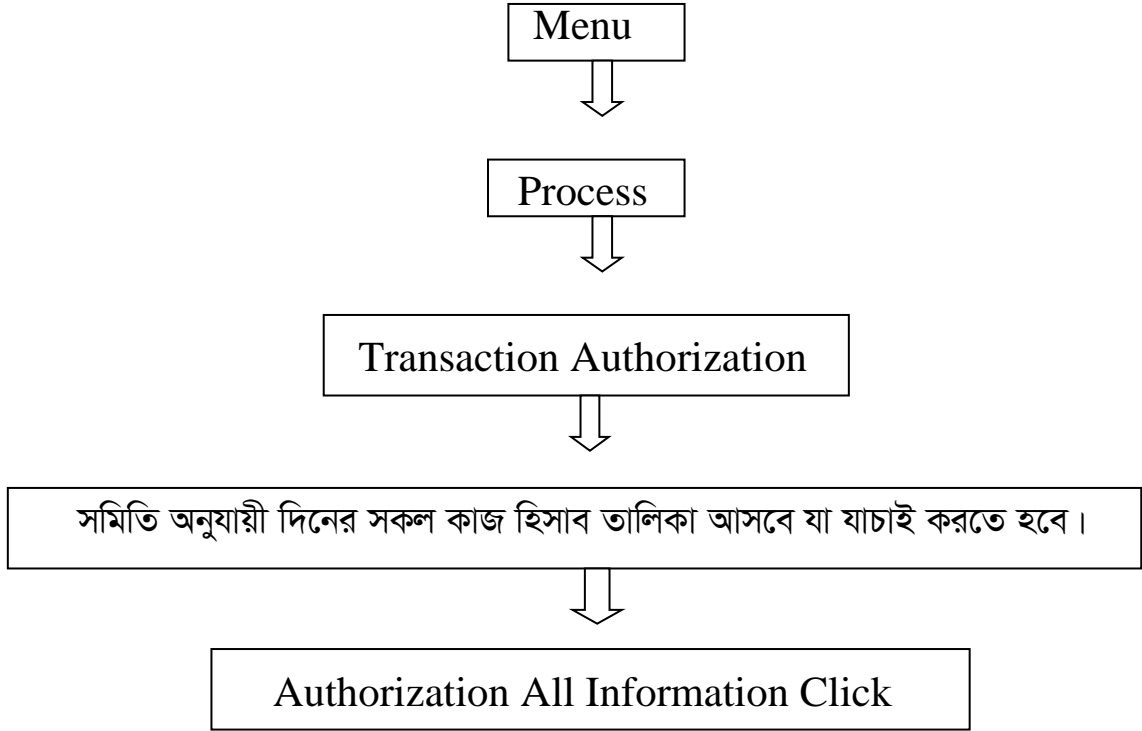 Menu
Process
Transaction Authorization
সমিতি অনুযায়ী দিনের সকল কাজ হিসাব তালিকা আসবে যা যাচাই করতে হবে।
Authorization All Information Click